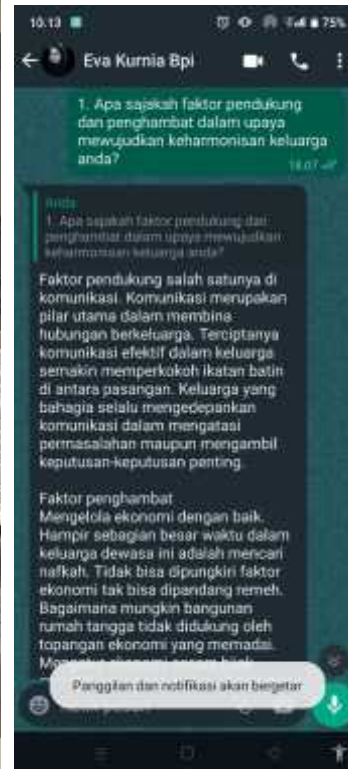 10.13
75%
Eva Kurnia Bpi
1. Apa sajakah faktor pendukung
dan penghambat dalam upaya
mewujudkan keharmonisan keluarga
anda?
18.07
Anda
1. Apa sajakah faktor pendukung dan
penghambat dalam upaya mewujudkan
keharmonisan keluarga anda?
Faktor pendukung salah satunya di
komunikasi. Komunikasi merupakan
pilar utama dalam membina
hubungan berkeluarga. Terciptanya
komunikasi efektif dalam keluarga
semakin memperkokoh ikatan batin
di antara pasangan. Keluarga yang
bahagia selalu mengedepankan
komunikasi dalam mengatasi
permasalahan maupun mengambil
keputusan-keputusan penting.
Faktor penghambat
Mengelola ekonomi dengan baik.
Hampir sebagian besar waktu dalam
keluarga dewasa ini adalah mencari
nafkah. Tidak bisa dipungkiri faktor
ekonomi tak bisa dipandang remeh.
Bagaimana mungkin bangunan
rumah tangga tidak didukung oleh
topangan ekonomi yang memadai.
Panggilan dan notifikasi akan bergetar